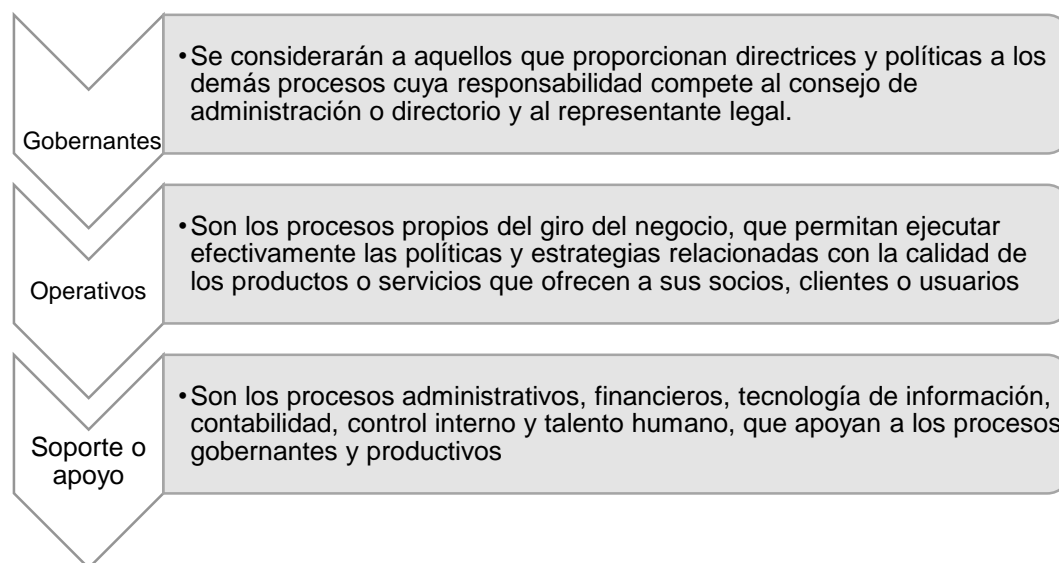 Gobernantes
•Se considerarán a aquellos que proporcionan directrices y políticas a los
demás procesos cuya responsabilidad compete al consejo de
administración o directorio y al representante legal.
Operativos
•Son los procesos propios del giro del negocio, que permitan ejecutar
efectivamente las políticas y estrategias relacionadas con la calidad de
los productos o servicios que ofrecen a sus socios, clientes o usuarios
Soporte o
apoyo
•Son los procesos administrativos, financieros, tecnología de información,
contabilidad, control interno y talento humano, que apoyan a los procesos
gobernantes y productivos